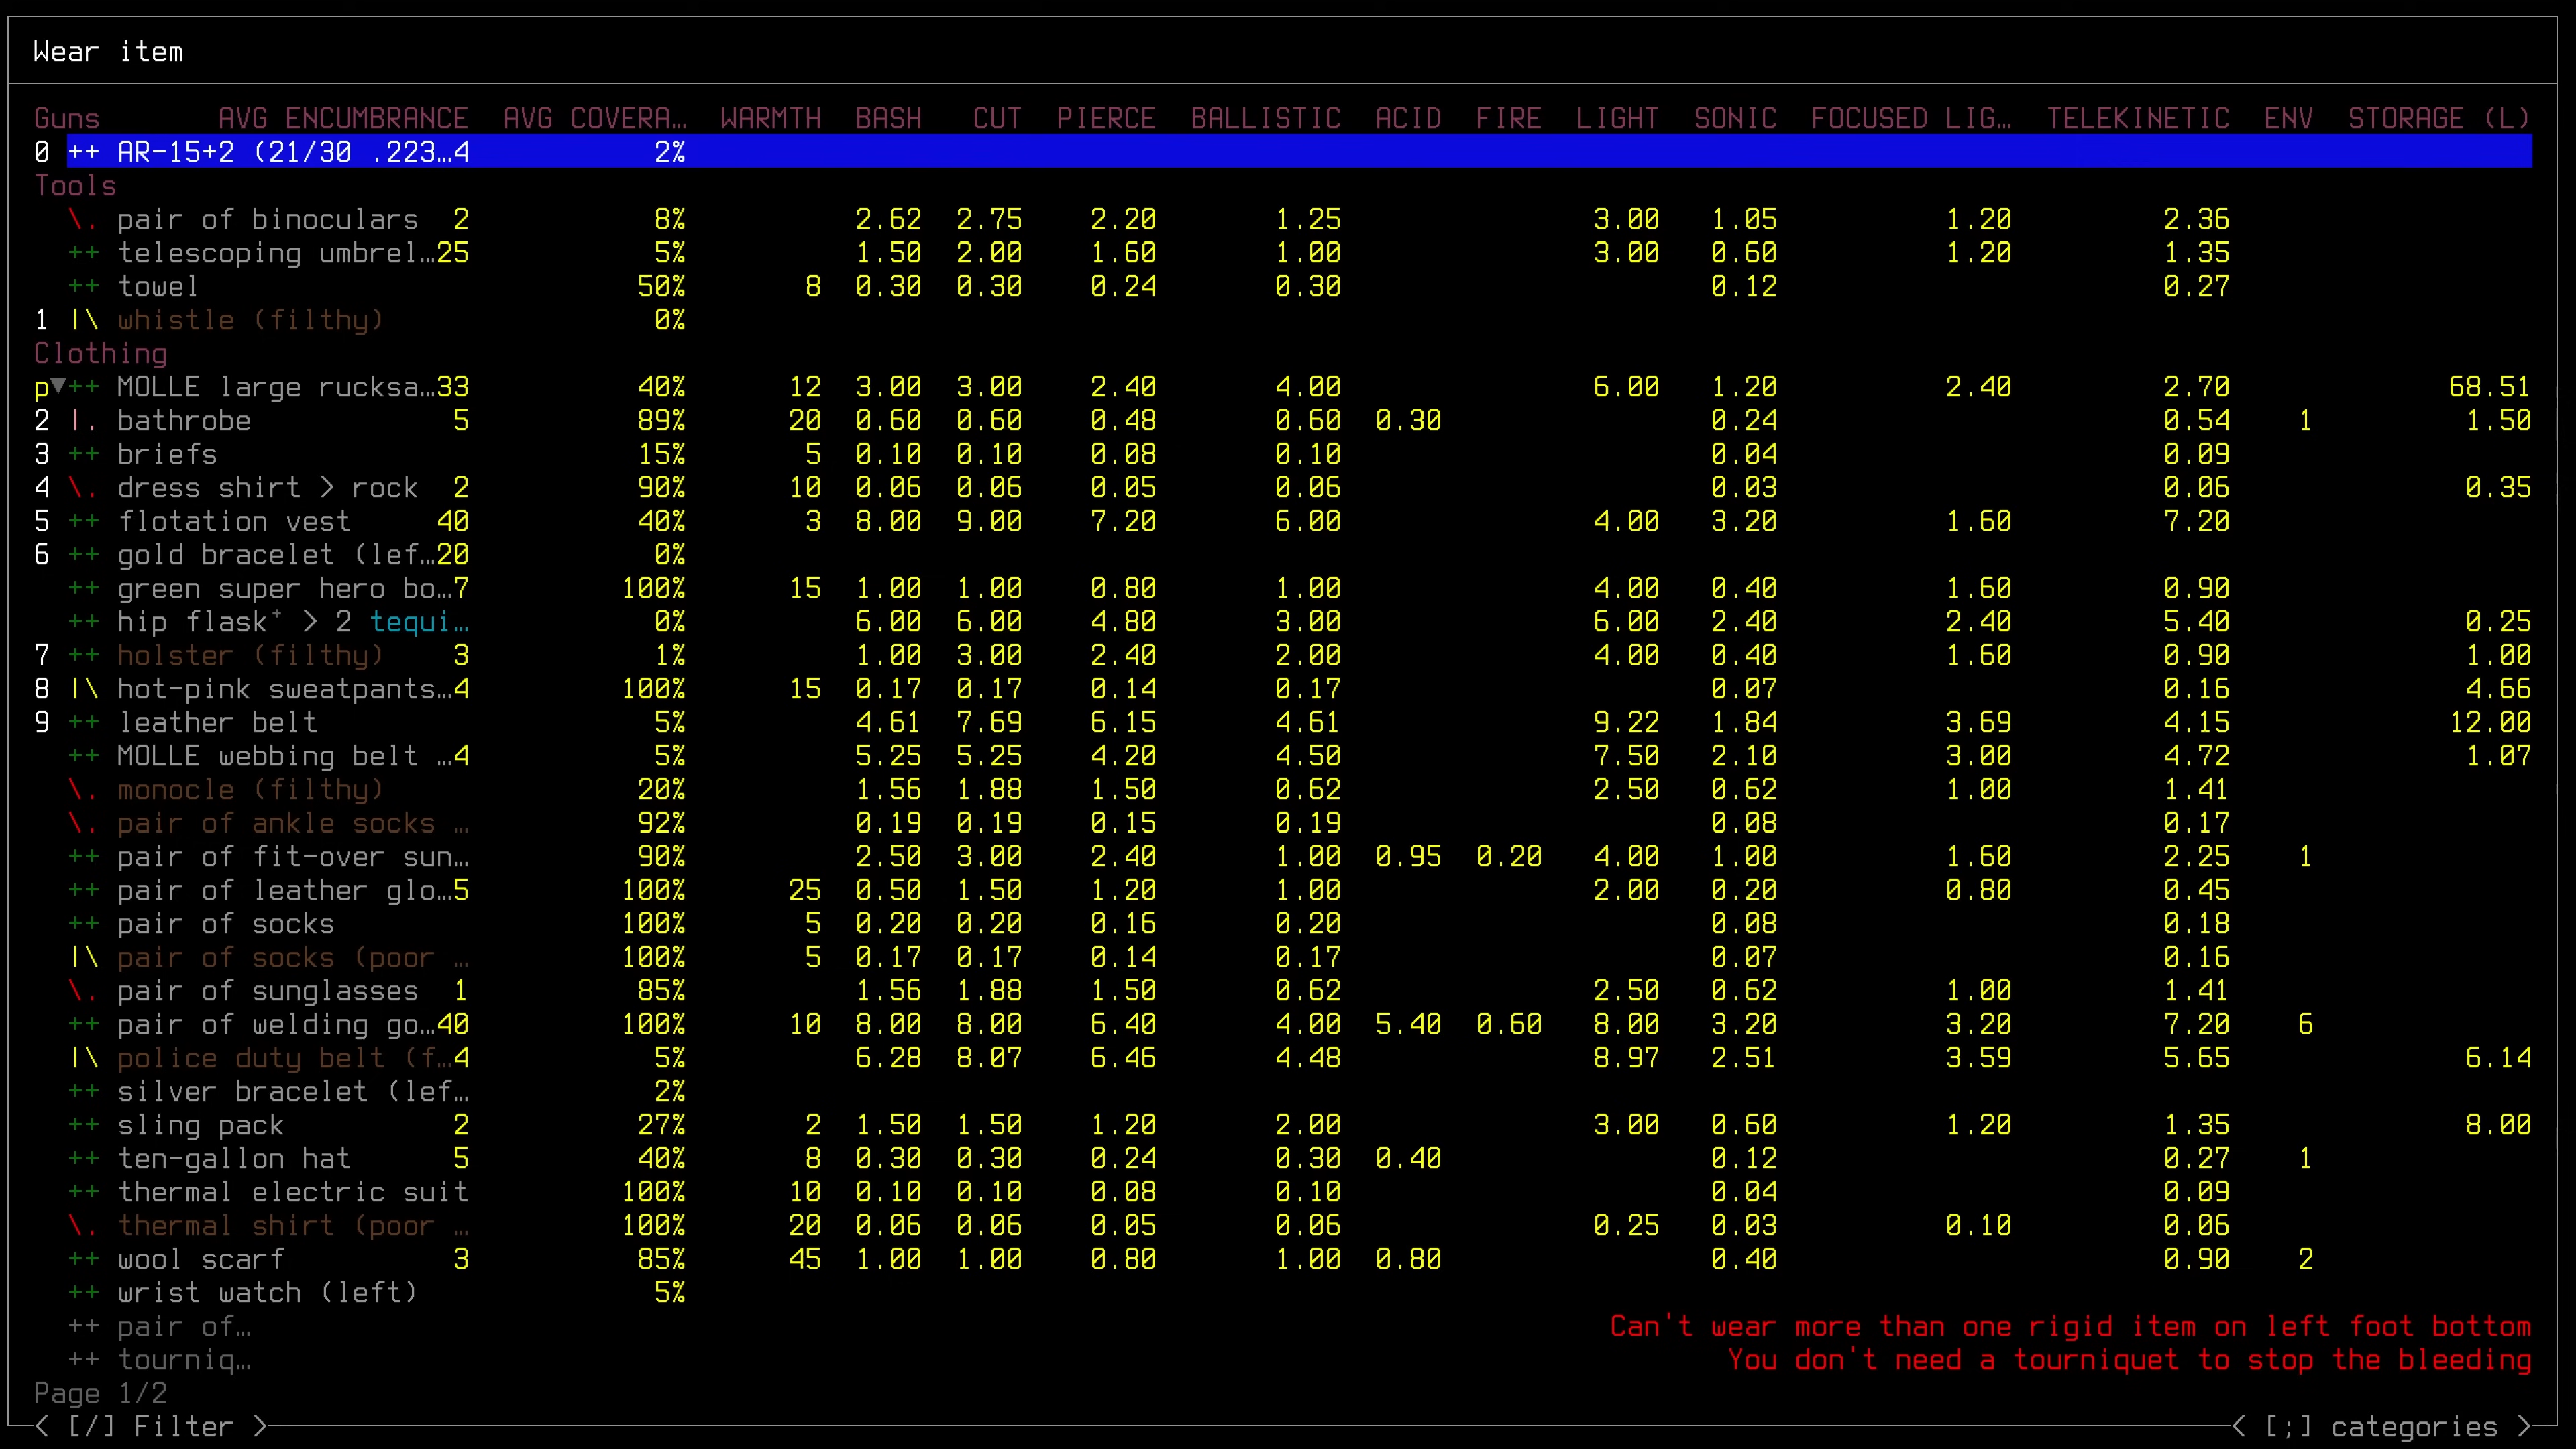 Wear item
Guns AVG ENCUMBRANCE AVG COVERA… WARMTH BASH CUT PIERCE BALLISTIC ACID FIRE LIGHT SONIC FOCUSED LIG… TELEKINETIC ENV STORAGE (L)
0 ++ AR-15+2 (21/30 .223…4 2%
Tools
\. pair of binoculars 2 8% 2.62 2.75 2.20 1.25 3.00 1.05 1.20 2.36
++ telescoping umbrel…25 5% 1.50 2.00 1.60 1.00 3.00 0.60 1.20 1.35
++ towel 50% 8 0.30 0.30 0.24 0.30 0.12 0.27
1 |\ whistle (filthy) 0%
Clothing
p▼++ MOLLE large rucksa…33 40% 12 3.00 3.00 2.40 4.00 6.00 1.20 2.40 2.70 68.51
2 |. bathrobe 5 89% 20 0.60 0.60 0.48 0.60 0.30 0.24 0.54 1 1.50
3 ++ briefs 15% 5 0.10 0.10 0.08 0.10 0.04 0.09
4 \. dress shirt > rock 2 90% 10 0.06 0.06 0.05 0.06 0.03 0.06 0.35
5 ++ flotation vest 40 40% 3 8.00 9.00 7.20 6.00 4.00 3.20 1.60 7.20
6 ++ gold bracelet (lef…20 0%
++ green super hero bo…7 100% 15 1.00 1.00 0.80 1.00 4.00 0.40 1.60 0.90
++ hip flask⁺ > 2 tequi… 0% 6.00 6.00 4.80 3.00 6.00 2.40 2.40 5.40 0.25
7 ++ holster (filthy) 3 1% 1.00 3.00 2.40 2.00 4.00 0.40 1.60 0.90 1.00
8 |\ hot-pink sweatpants…4 100% 15 0.17 0.17 0.14 0.17 0.07 0.16 4.66
9 ++ leather belt 5% 4.61 7.69 6.15 4.61 9.22 1.84 3.69 4.15 12.00
++ MOLLE webbing belt …4 5% 5.25 5.25 4.20 4.50 7.50 2.10 3.00 4.72 1.07
\. monocle (filthy) 20% 1.56 1.88 1.50 0.62 2.50 0.62 1.00 1.41
\. pair of ankle socks … 92% 0.19 0.19 0.15 0.19 0.08 0.17
++ pair of fit-over sun… 90% 2.50 3.00 2.40 1.00 0.95 0.20 4.00 1.00 1.60 2.25 1
++ pair of leather glo…5 100% 25 0.50 1.50 1.20 1.00 2.00 0.20 0.80 0.45
++ pair of socks 100% 5 0.20 0.20 0.16 0.20 0.08 0.18
|\ pair of socks (poor … 100% 5 0.17 0.17 0.14 0.17 0.07 0.16
\. pair of sunglasses 1 85% 1.56 1.88 1.50 0.62 2.50 0.62 1.00 1.41
++ pair of welding go…40 100% 10 8.00 8.00 6.40 4.00 5.40 0.60 8.00 3.20 3.20 7.20 6
|\ police duty belt (f…4 5% 6.28 8.07 6.46 4.48 8.97 2.51 3.59 5.65 6.14
++ silver bracelet (lef… 2%
++ sling pack 2 27% 2 1.50 1.50 1.20 2.00 3.00 0.60 1.20 1.35 8.00
++ ten-gallon hat 5 40% 8 0.30 0.30 0.24 0.30 0.40 0.12 0.27 1
++ thermal electric suit 100% 10 0.10 0.10 0.08 0.10 0.04 0.09
\. thermal shirt (poor … 100% 20 0.06 0.06 0.05 0.06 0.25 0.03 0.10 0.06
++ wool scarf 3 85% 45 1.00 1.00 0.80 1.00 0.80 0.40 0.90 2
++ wrist watch (left) 5%
++ pair of… Can't wear more than one rigid item on left foot bottom
++ tourniq… You don't need a tourniquet to stop the bleeding
Page 1/2
< [/] Filter > < [;] categories >